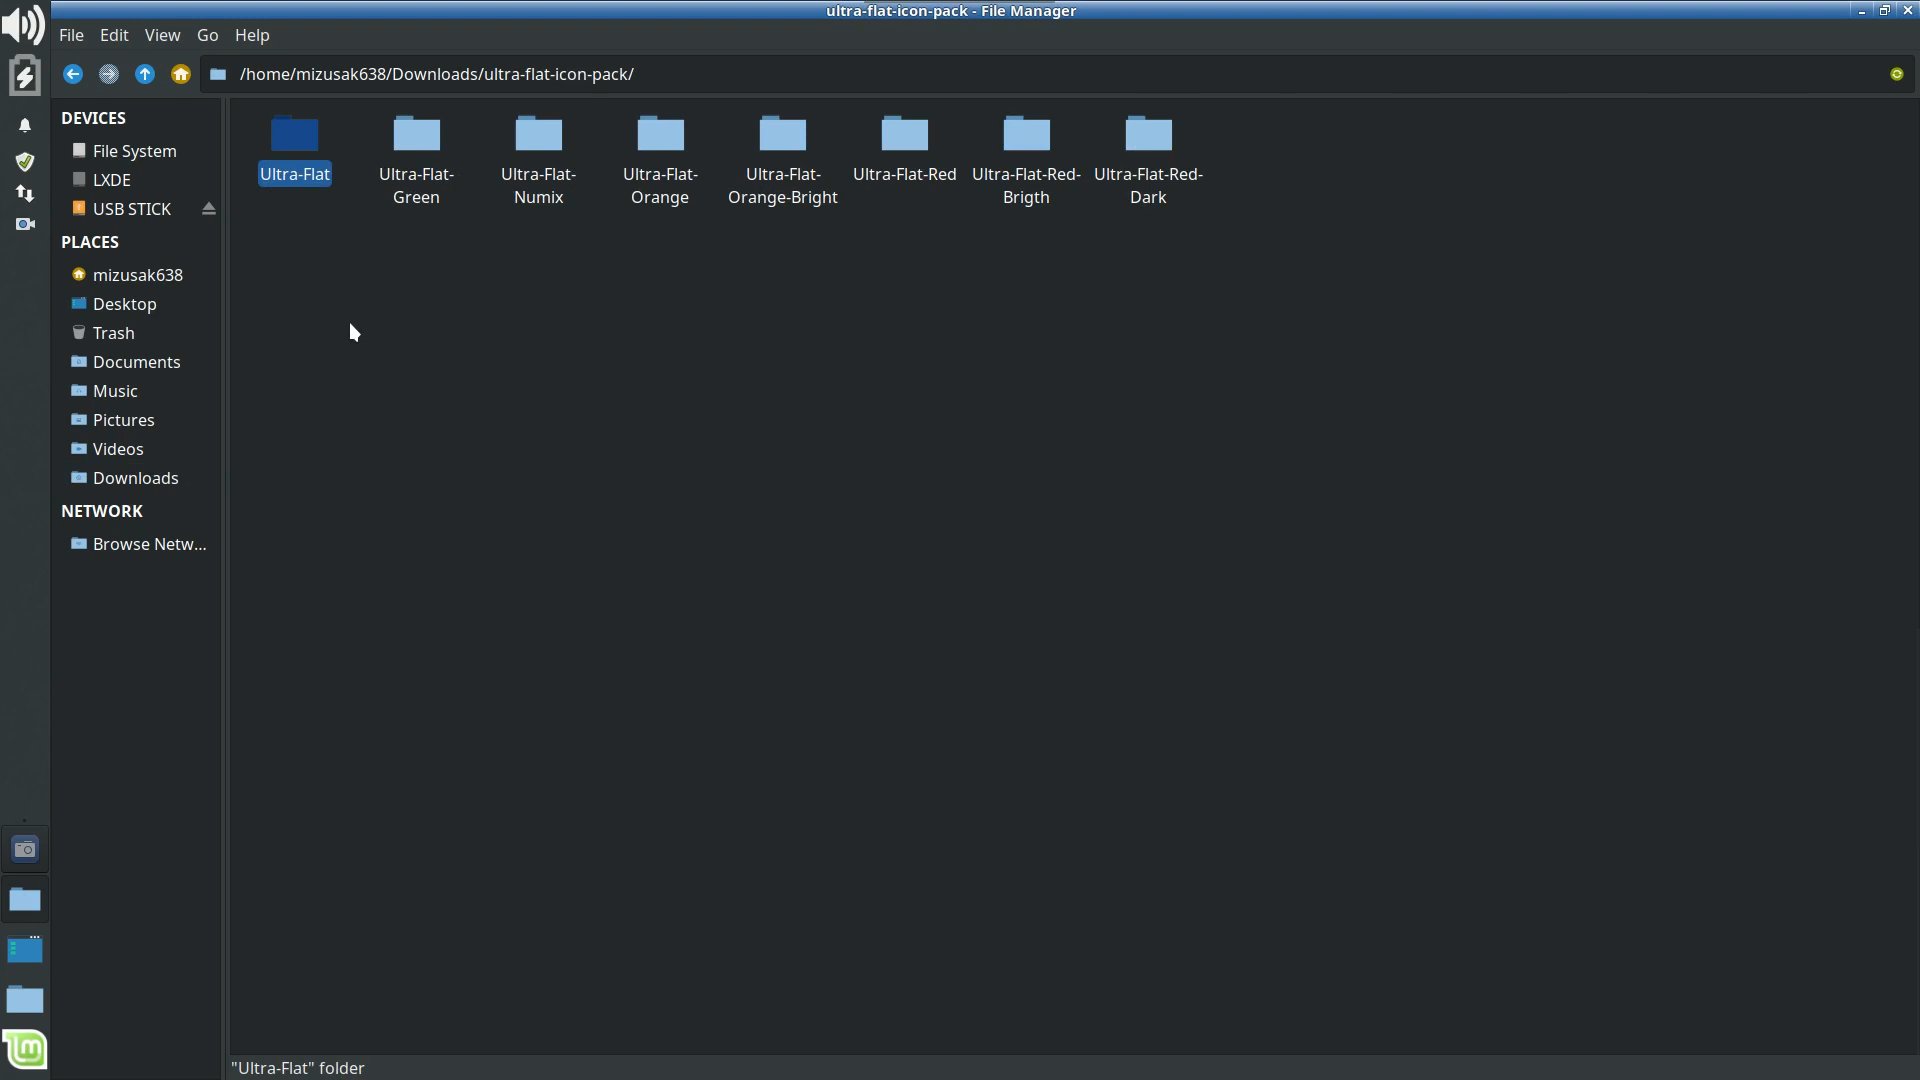 ultra-flat-icon-pack - File Manager
File Edit View Go Help
/home/mizusak638/Downloads/ultra-flat-icon-pack/
DEVICES
File System
LXDE
USB STICK
PLACES
mizusak638
Desktop
Trash
Documents
Music
Pictures
Videos
Downloads
NETWORK
Browse Netw...
Ultra-Flat
Ultra-Flat-
Green
Ultra-Flat-
Numix
Ultra-Flat-
Orange
Ultra-Flat-
Orange-Bright
Ultra-Flat-Red
Ultra-Flat-Red-
Brigth
Ultra-Flat-Red-
Dark
"Ultra-Flat" folder